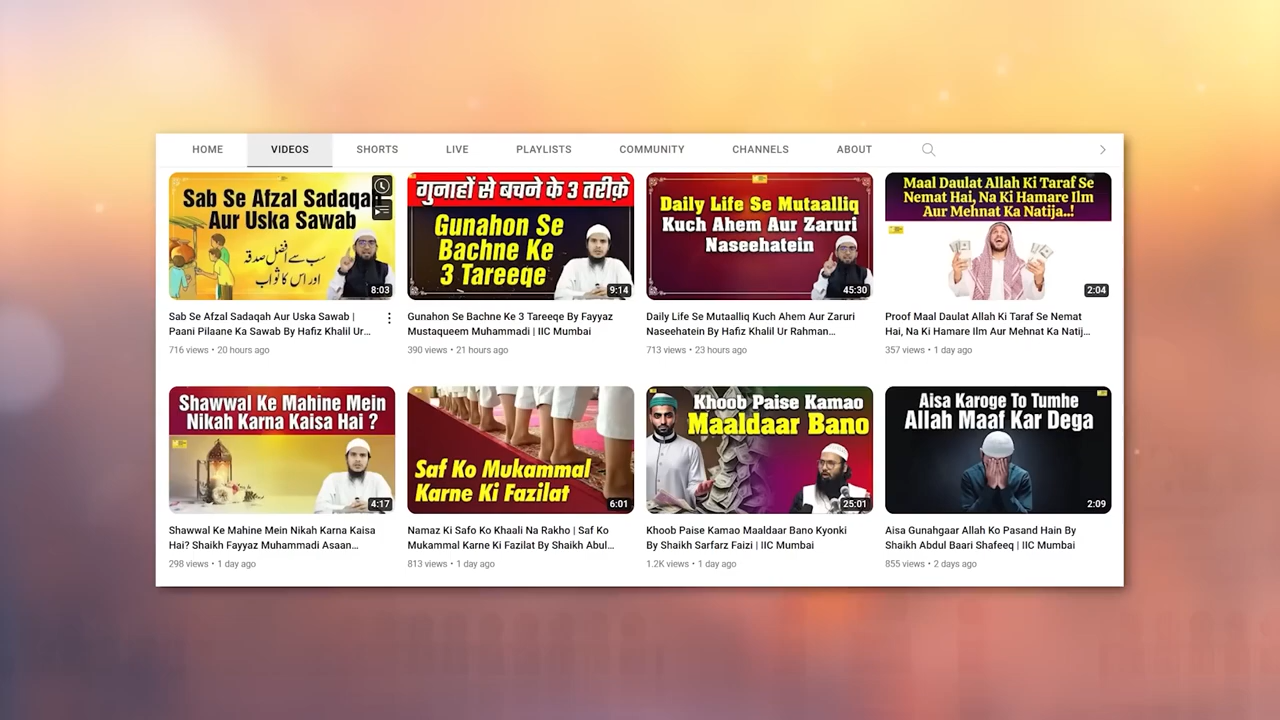 HOME VIDEOS SHORTS LIVE PLAYLISTS COMMUNITY CHANNELS ABOUT
Sab Se Afzal Sadaqah
Aur Uska Sawab
سب سے افضل صدقہ
اور اس کا ثواب
8:03
Sab Se Afzal Sadaqah Aur Uska Sawab |
Paani Pilaane Ka Sawab By Hafiz Khalil Ur...
716 views • 20 hours ago
गुनाहों से बचने के 3 तरीक़े
Gunahon Se
Bachne Ke
3 Tareeqe
9:14
Gunahon Se Bachne Ke 3 Tareeqe By Fayyaz
Mustaqueem Muhammadi | IIC Mumbai
390 views • 21 hours ago
Daily Life Se Mutaalliq
Kuch Ahem Aur Zaruri
Naseehatein
45:30
Daily Life Se Mutaalliq Kuch Ahem Aur Zaruri
Naseehatein By Hafiz Khalil Ur Rahman...
713 views • 23 hours ago
Maal Daulat Allah Ki Taraf Se
Nemat Hai, Na Ki Hamare Ilm
Aur Mehnat Ka Natija..!
2:04
Proof Maal Daulat Allah Ki Taraf Se Nemat
Hai, Na Ki Hamare Ilm Aur Mehnat Ka Natij...
357 views • 1 day ago
Shawwal Ke Mahine Mein
Nikah Karna Kaisa Hai ?
4:17
Shawwal Ke Mahine Mein Nikah Karna Kaisa
Hai? Shaikh Fayyaz Muhammadi Asaan...
298 views • 1 day ago
Saf Ko Mukammal
Karne Ki Fazilat
6:01
Namaz Ki Safo Ko Khaali Na Rakho | Saf Ko
Mukammal Karne Ki Fazilat By Shaikh Abul...
813 views • 1 day ago
Khoob Paise Kamao
Maaldaar Bano
25:01
Khoob Paise Kamao Maaldaar Bano Kyonki
By Shaikh Sarfarz Faizi | IIC Mumbai
1.2K views • 1 day ago
Aisa Karoge To Tumhe
Allah Maaf Kar Dega
2:09
Aisa Gunahgaar Allah Ko Pasand Hain By
Shaikh Abdul Baari Shafeeq | IIC Mumbai
855 views • 2 days ago